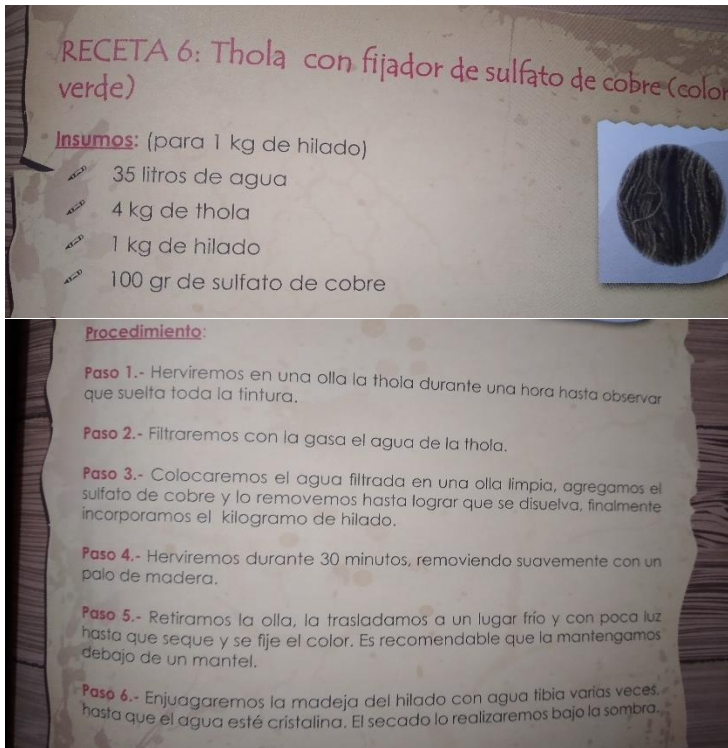 RECETA 6: Thola con fijador de sulfato de cobre (color
verde)
Insumos: (para 1 kg de hilado)
35 litros de agua
4 kg de thola
1 kg de hilado
100 gr de sulfato de cobre
Procedimiento:
Paso 1.- Herviremos en una olla la thola durante una hora hasta observar
que suelta toda la tintura.
Paso 2.- Filtraremos con la gasa el agua de la thola.
Paso 3.- Colocaremos el agua filtrada en una olla limpia, agregamos el
sulfato de cobre y lo removemos hasta lograr que se disuelva, finalmente
incorporamos el kilogramo de hilado.
Paso 4.- Herviremos durante 30 minutos, removiendo suavemente con un
palo de madera.
Paso 5.- Retiramos la olla, la trasladamos a un lugar frío y con poca luz
hasta que seque y se fije el color. Es recomendable que la mantengamos
debajo de un mantel.
Paso 6.- Enjuagaremos la madeja del hilado con agua tibia varias veces,
hasta que el agua esté cristalina. El secado lo realizaremos bajo la sombra.